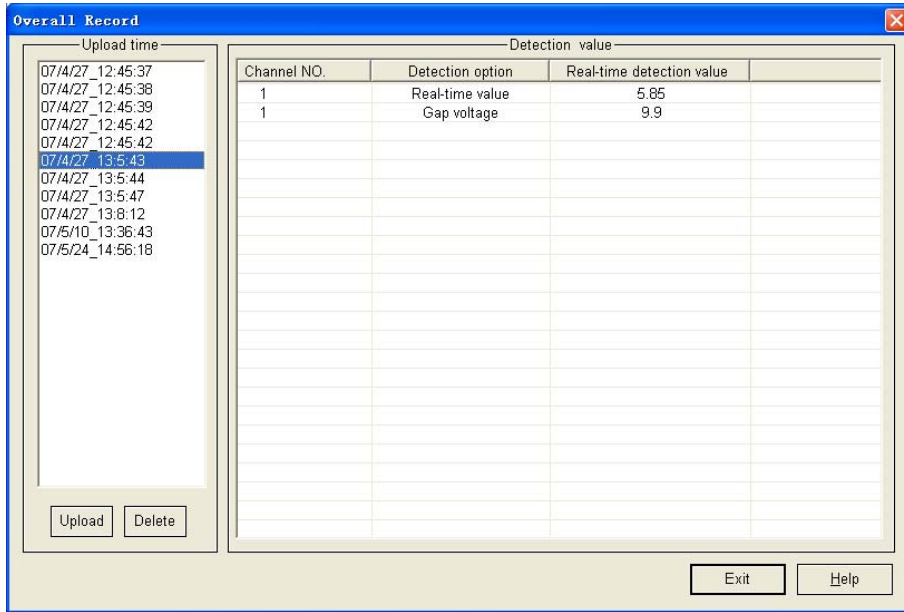 Overall Record
Upload time
07/4/27_12:45:37
07/4/27_12:45:38
07/4/27_12:45:39
07/4/27_12:45:42
07/4/27_12:45:42
07/4/27_13:5:43
07/4/27_13:5:44
07/4/27_13:5:47
07/4/27_13:8:12
07/5/10_13:36:43
07/5/24_14:56:18
Upload Delete
Detection value
Channel NO. Detection option Real-time detection value
1 Real-time value 5.85
1 Gap voltage 9.9
Exit Help